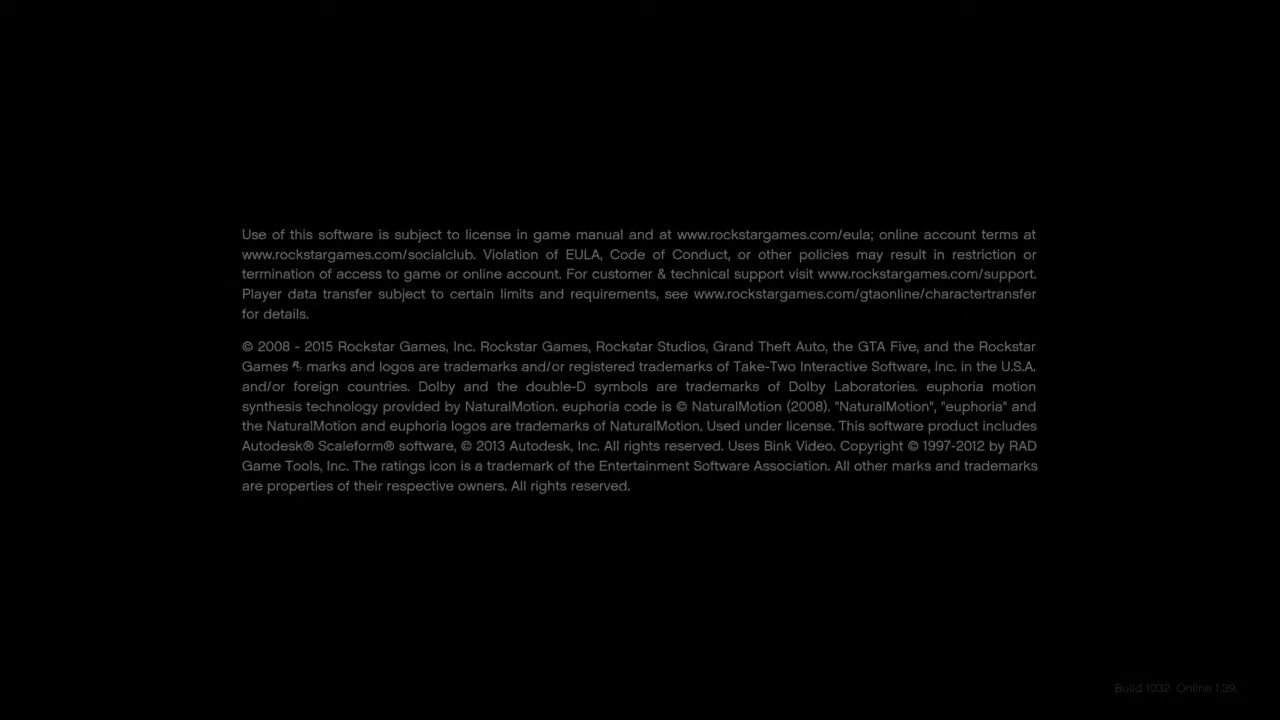 Use of this software is subject to license in game manual and at www.rockstargames.com/eula; online account terms at
www.rockstargames.com/socialclub. Violation of EULA, Code of Conduct, or other policies may result in restriction or
termination of access to game or online account. For customer & technical support visit www.rockstargames.com/support.
Player data transfer subject to certain limits and requirements, see www.rockstargames.com/gtaonline/charactertransfer
for details.
© 2008 - 2015 Rockstar Games, Inc. Rockstar Games, Rockstar Studios, Grand Theft Auto, the GTA Five, and the Rockstar
Games R* marks and logos are trademarks and/or registered trademarks of Take-Two Interactive Software, Inc. in the U.S.A.
and/or foreign countries. Dolby and the double-D symbols are trademarks of Dolby Laboratories. euphoria motion
synthesis technology provided by NaturalMotion. euphoria code is © NaturalMotion (2008). "NaturalMotion", "euphoria" and
the NaturalMotion and euphoria logos are trademarks of NaturalMotion. Used under license. This software product includes
Autodesk® Scaleform® software, © 2013 Autodesk, Inc. All rights reserved. Uses Bink Video. Copyright © 1997-2012 by RAD
Game Tools, Inc. The ratings icon is a trademark of the Entertainment Software Association. All other marks and trademarks
are properties of their respective owners. All rights reserved.
Build 1032. Online 1.39.